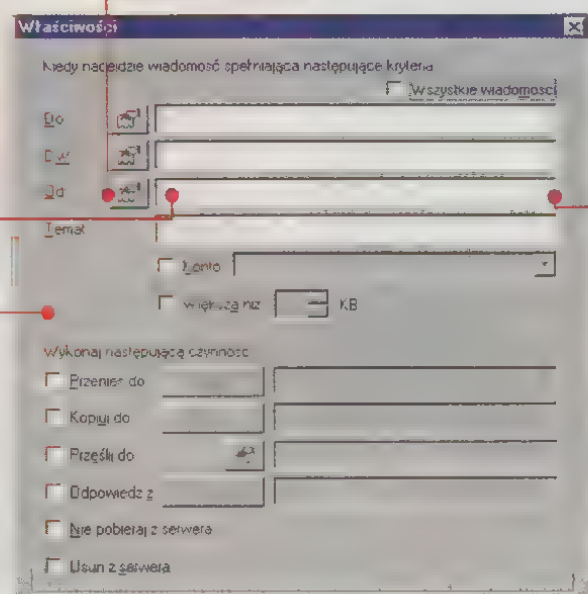 Właściwości
Kiedy nadejdzie wiadomość spełniająca następujące kryteria
Wszystkie wiadomości
Do
DW
Od
Temat
Konto
Większa niż KB
Wykonaj następującą czynność
Przenieś do
Kopiuj do
Prześlij do
Odpowiedz z
Nie pobieraj z serwera
Usuń z serwera